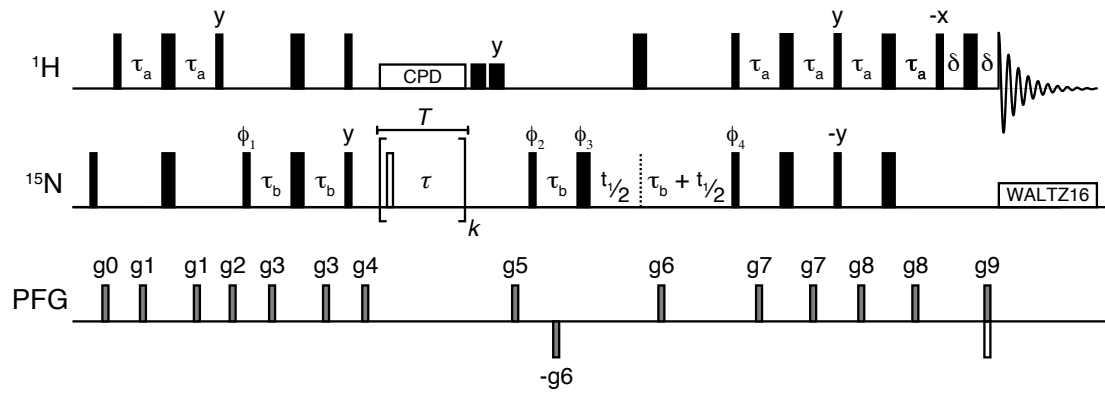 y -x
¹H τa τa CPD y τa τa τa τa δ δ
T
ϕ1 y ϕ2 ϕ3 ϕ4 -y
¹⁵N τb τb τ τb t1/2 τb + t1/2 WALTZ16
k
g0 g1 g1 g2 g3 g3 g4 g5 g6 g7 g7 g8 g8 g9
PFG
-g6